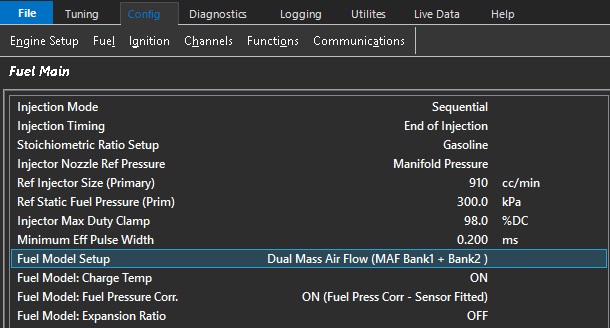 File Tuning Config Diagnostics Logging Utilites Live Data Help
Engine Setup Fuel Ignition Channels Functions Communications
Fuel Main
Injection Mode Sequential
Injection Timing End of Injection
Stoichiometric Ratio Setup Gasoline
Injector Nozzle Ref Pressure Manifold Pressure
Ref Injector Size (Primary) 910 cc/min
Ref Static Fuel Pressure (Prim) 300.0 kPa
Injector Max Duty Clamp 98.0 %DC
Minimum Eff Pulse Width 0.200 ms
Fuel Model Setup Dual Mass Air Flow (MAF Bank1 + Bank2 )
Fuel Model: Charge Temp ON
Fuel Model: Fuel Pressure Corr. ON (Fuel Press Corr - Sensor Fitted)
Fuel Model: Expansion Ratio OFF